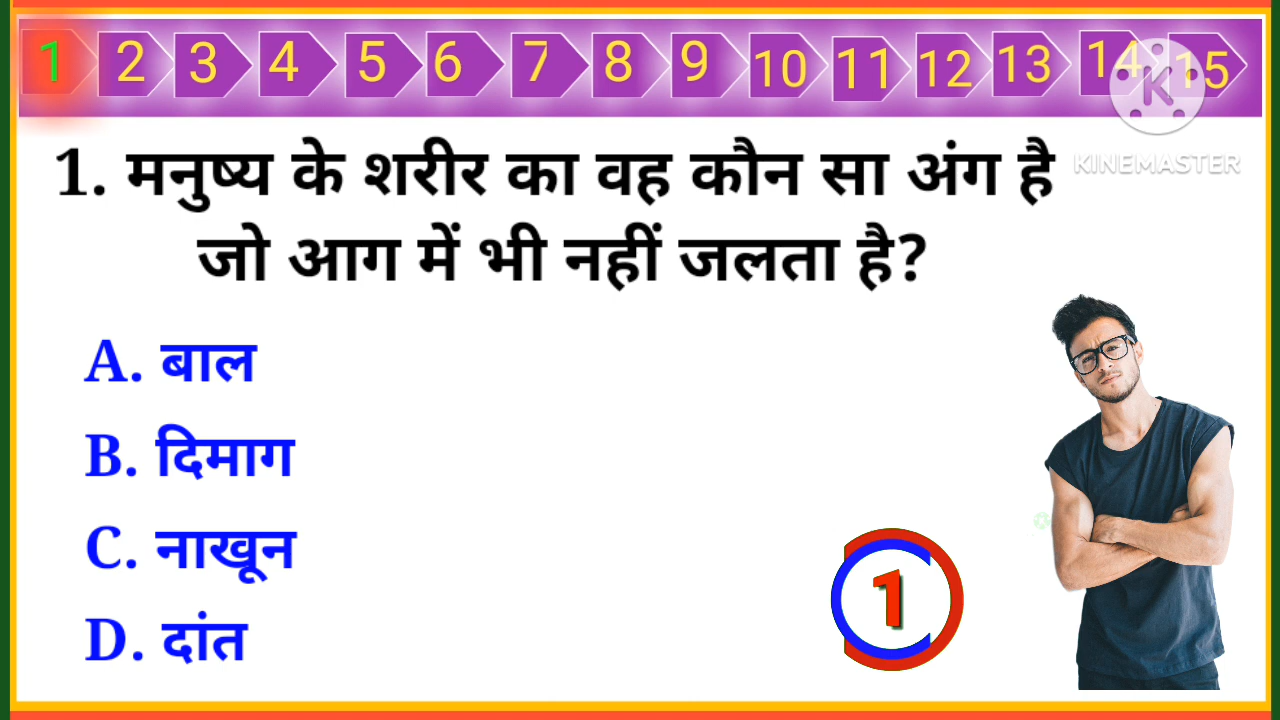 1 2 3 4 5 6 7 8 9 10 11 12 13 14 15
KINEMASTER
1. मनुष्य के शरीर का वह कौन सा अंग है
जो आग में भी नहीं जलता है?
A. बाल
B. दिमाग
C. नाखून
D. दांत
1